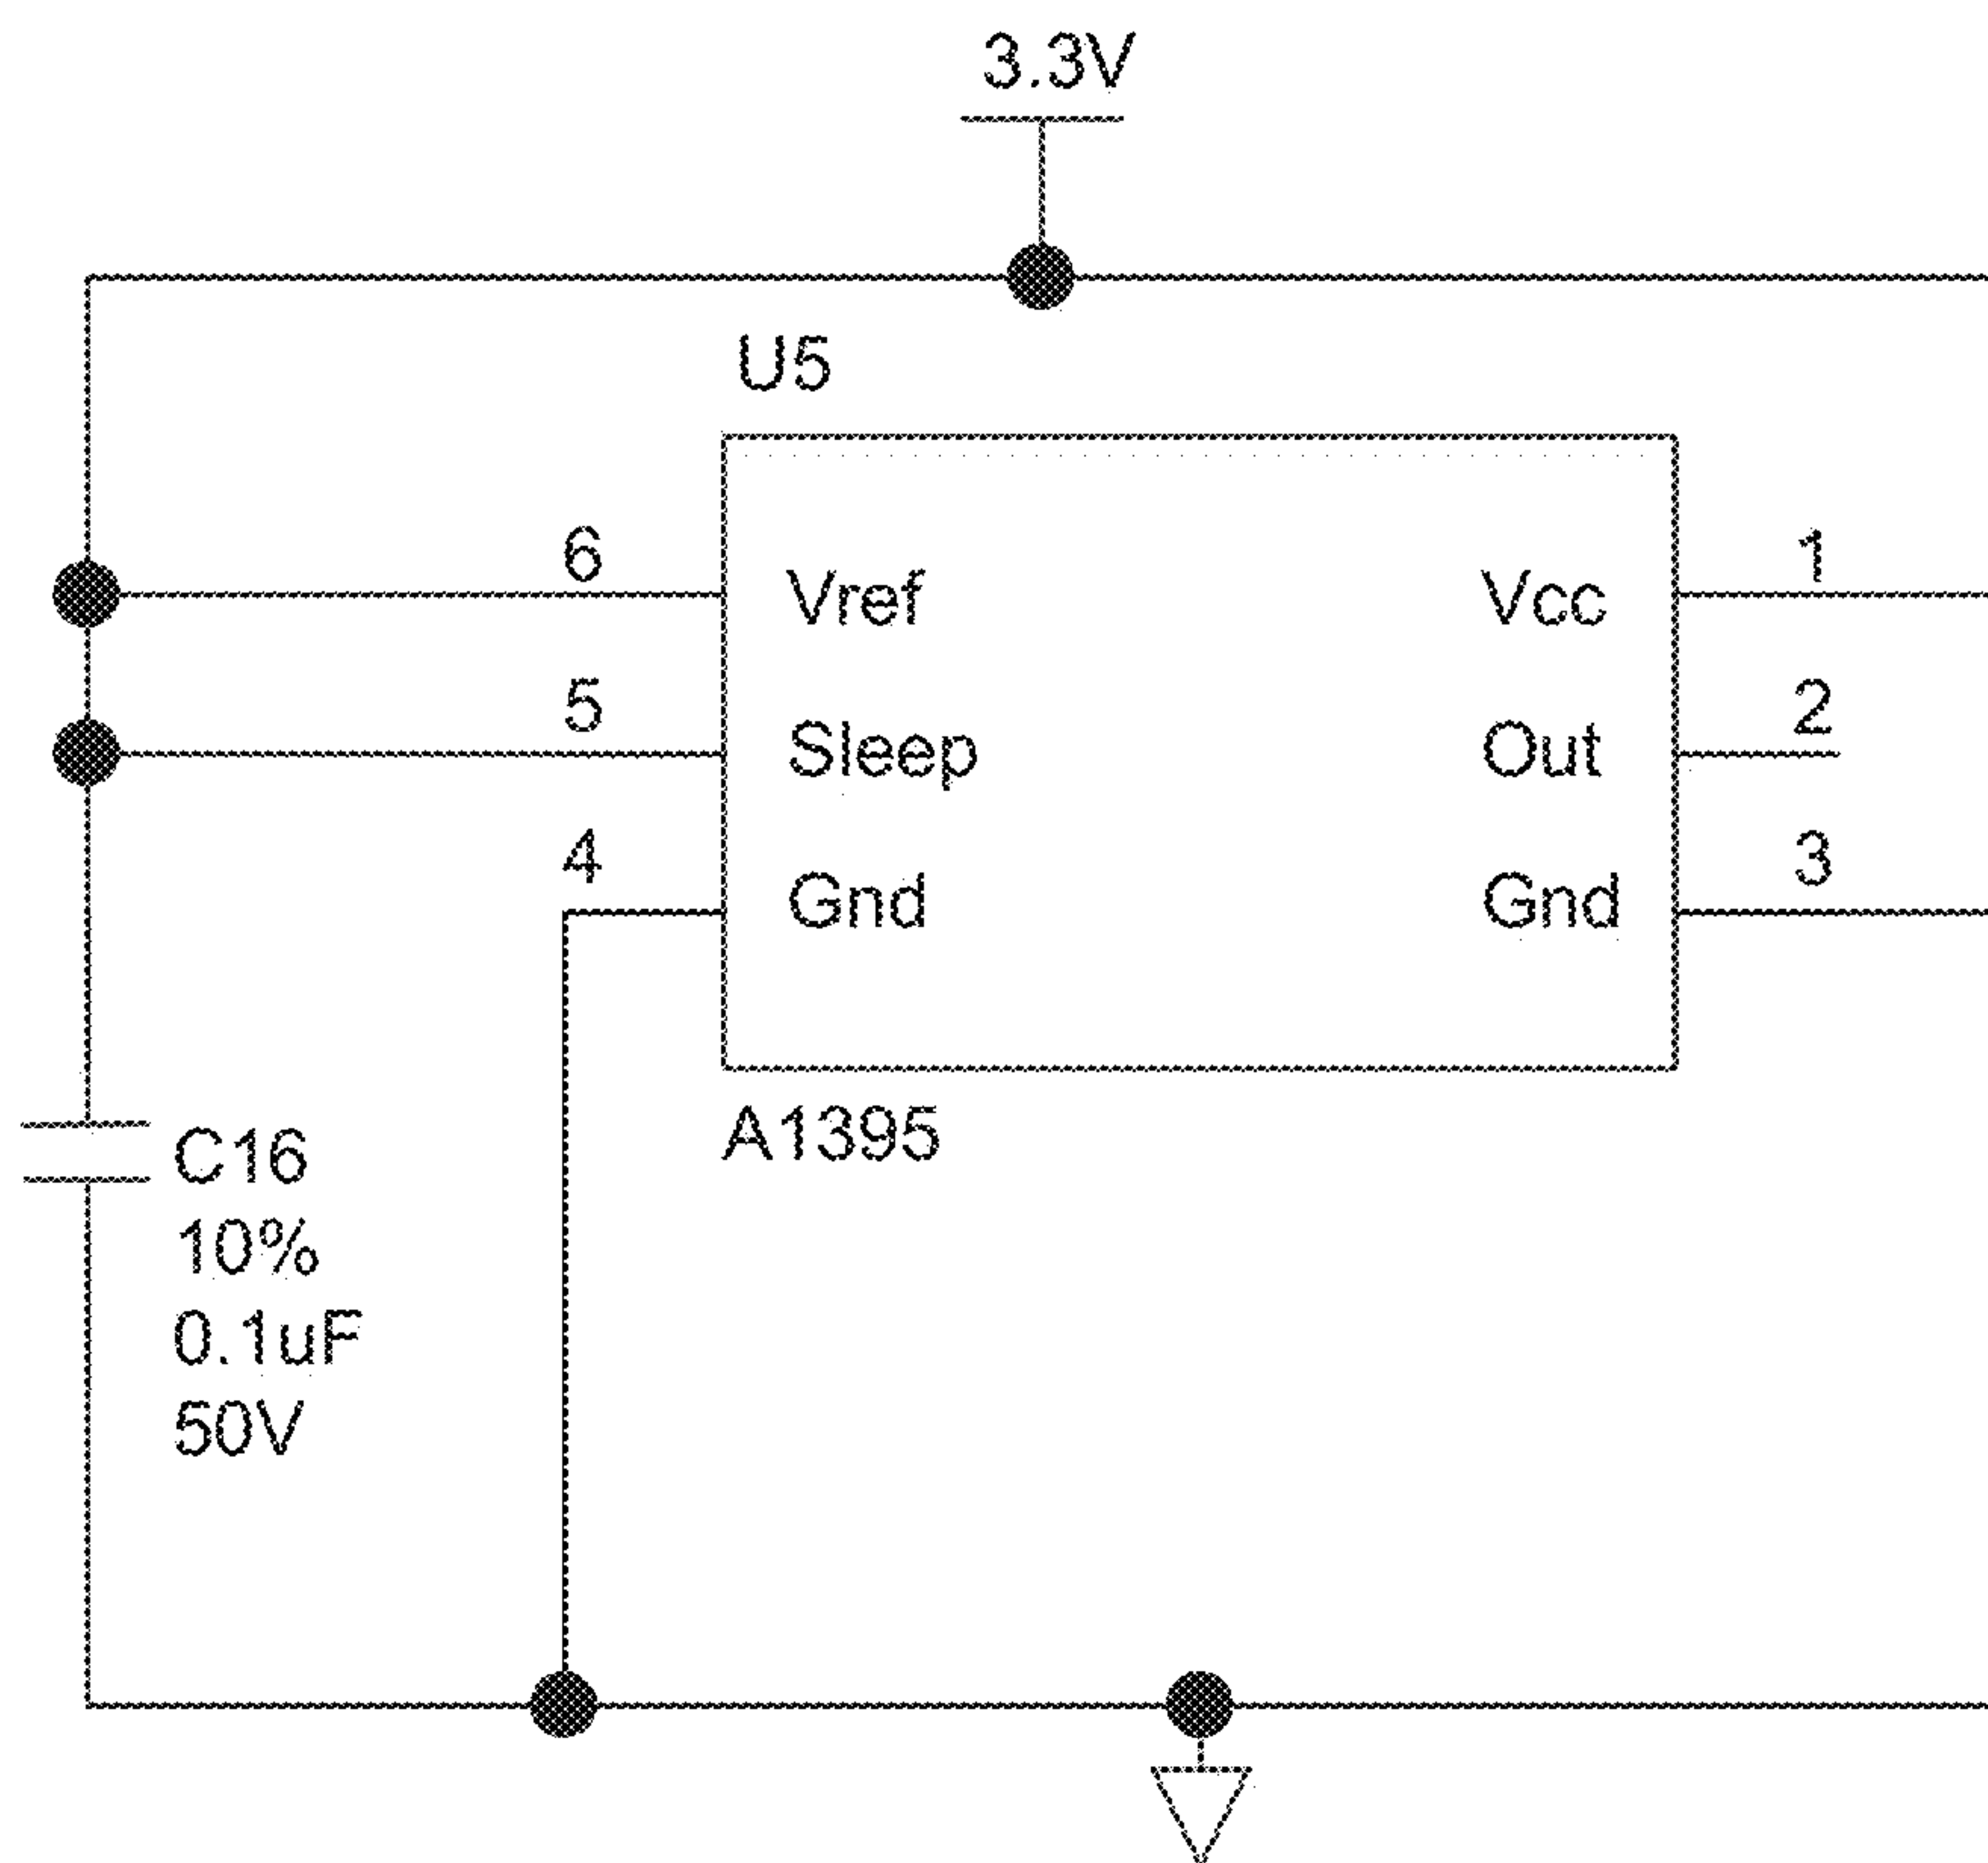 3.3V
U5
6
Vref
Vcc
1
5
Sleep
Out
2
4
Gnd
Gnd
3
A1395
C16
10%
0.1uF
50V